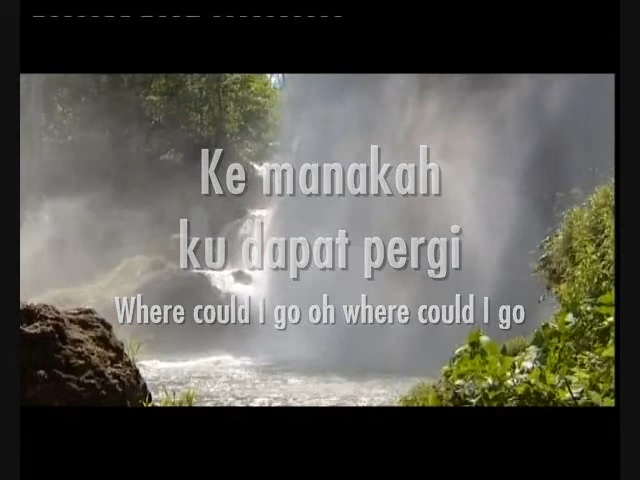 Ke manakah
ku dapat pergi
Where could I go oh where could I go